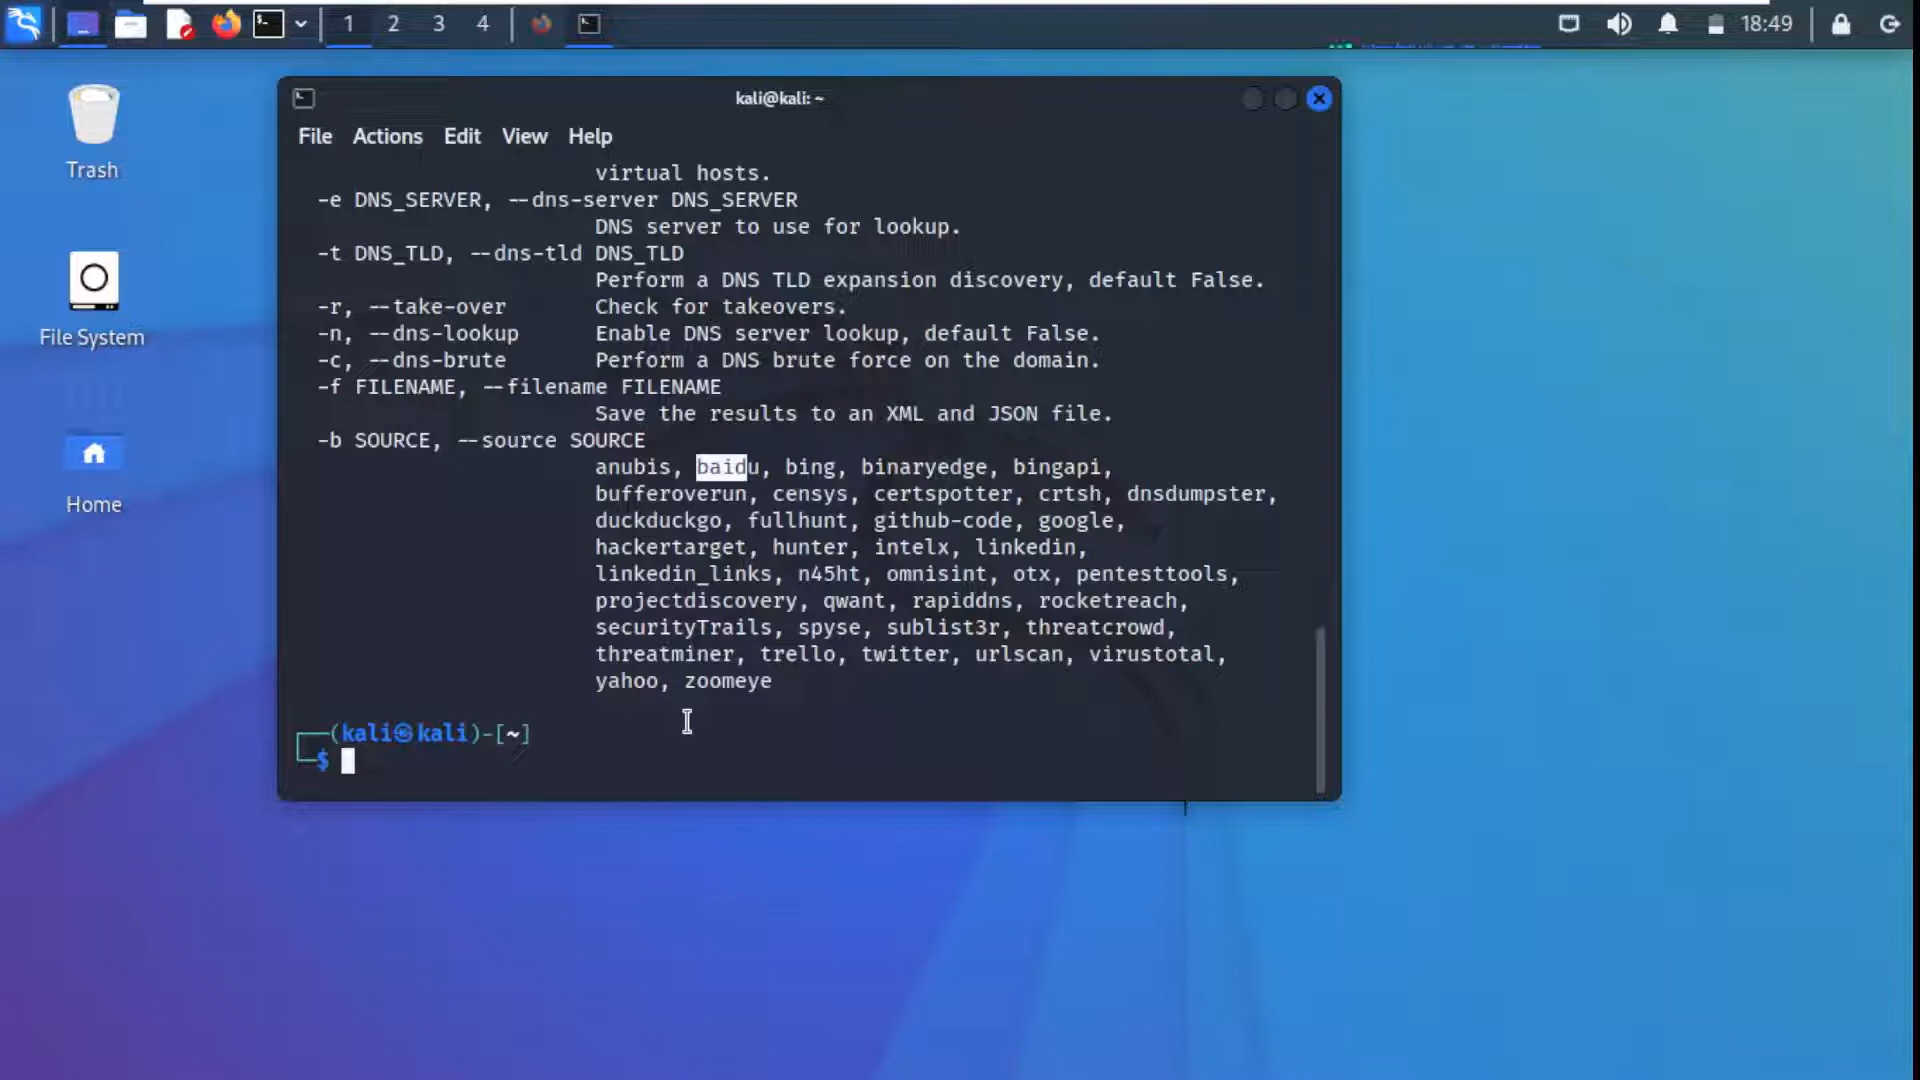 1 2 3 4 18:49
Trash
File System
Home
kali@kali: ~
File Actions Edit View Help
virtual hosts.
-e DNS_SERVER, --dns-server DNS_SERVER
DNS server to use for lookup.
-t DNS_TLD, --dns-tld DNS_TLD
Perform a DNS TLD expansion discovery, default False.
-r, --take-over Check for takeovers.
-n, --dns-lookup Enable DNS server lookup, default False.
-c, --dns-brute Perform a DNS brute force on the domain.
-f FILENAME, --filename FILENAME
Save the results to an XML and JSON file.
-b SOURCE, --source SOURCE
anubis, baidu, bing, binaryedge, bingapi,
bufferoverun, censys, certspotter, crtsh, dnsdumpster,
duckduckgo, fullhunt, github-code, google,
hackertarget, hunter, intelx, linkedin,
linkedin_links, n45ht, omnisint, otx, pentesttools,
projectdiscovery, qwant, rapiddns, rocketreach,
securityTrails, spyse, sublist3r, threatcrowd,
threatminer, trello, twitter, urlscan, virustotal,
yahoo, zoomeye
┌──(kali㉿kali)-[~]
└─$